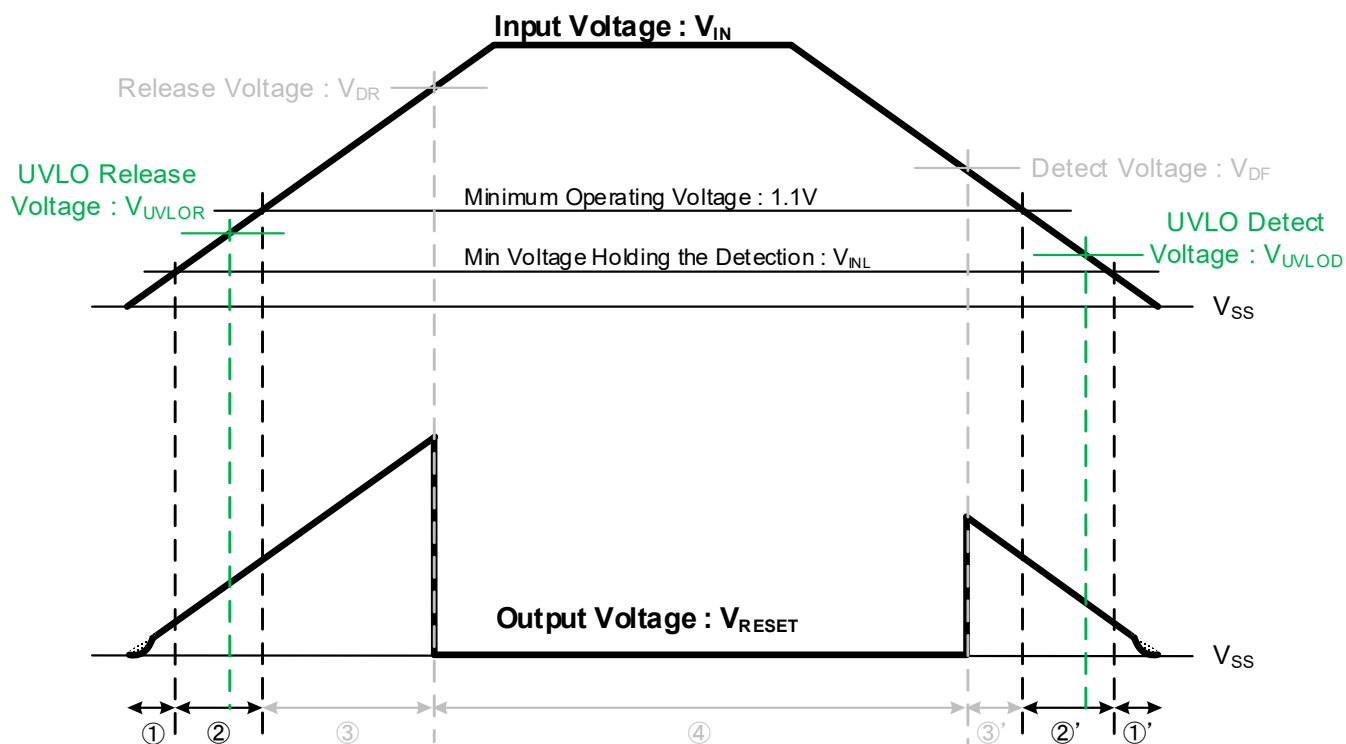 Input Voltage : VIN
Release Voltage : VDR
UVLO Release
Voltage : VUVLOR
Detect Voltage : VDF
Minimum Operating Voltage : 1.1V
UVLO Detect
Voltage : VUVLOD
Min Voltage Holding the Detection : VINL
VSS
Output Voltage : VRESET
VSS
① ② ③ ④ ③' ②' ①'